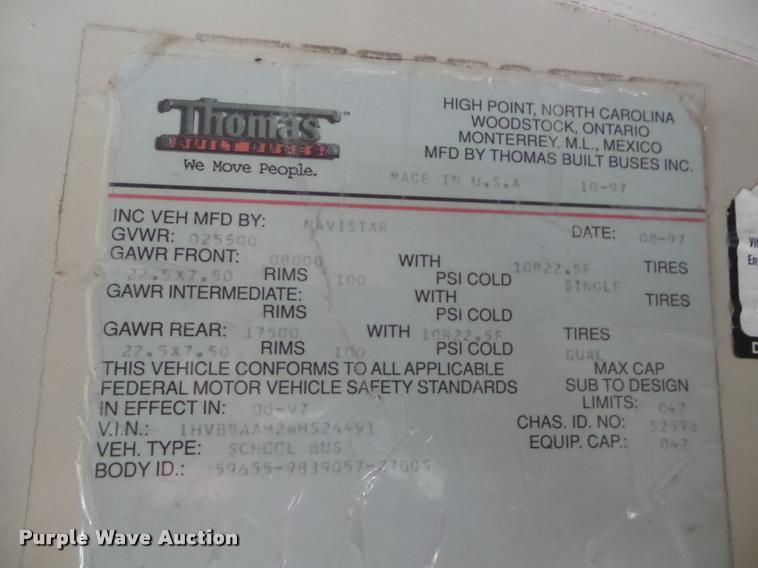 Thomas
BUILT BUSES
We Move People.
HIGH POINT, NORTH CAROLINA
WOODSTOCK, ONTARIO
MONTERREY, M.L., MEXICO
MFD BY THOMAS BUILT BUSES INC.
MADE IN U.S.A 10-97
INC VEH MFD BY: NAVISTAR DATE: 08-97
GVWR: 025500
GAWR FRONT: 08000 WITH 10R22.5F TIRES
22.5X7.50 RIMS 100 PSI COLD SINGLE
GAWR INTERMEDIATE: WITH TIRES
RIMS PSI COLD
GAWR REAR: 17500 WITH 10R22.5F TIRES
22.5X7.50 RIMS 100 PSI COLD DUAL
THIS VEHICLE CONFORMS TO ALL APPLICABLE MAX CAP
FEDERAL MOTOR VEHICLE SAFETY STANDARDS SUB TO DESIGN
IN EFFECT IN: 08-97 LIMITS: 047
V.I.N.: 1HVBBAAM2WH524491 CHAS. ID. NO:
VEH. TYPE: SCHOOL BUS EQUIP. CAP.: 042
BODY ID.:
Purple Wave Auction